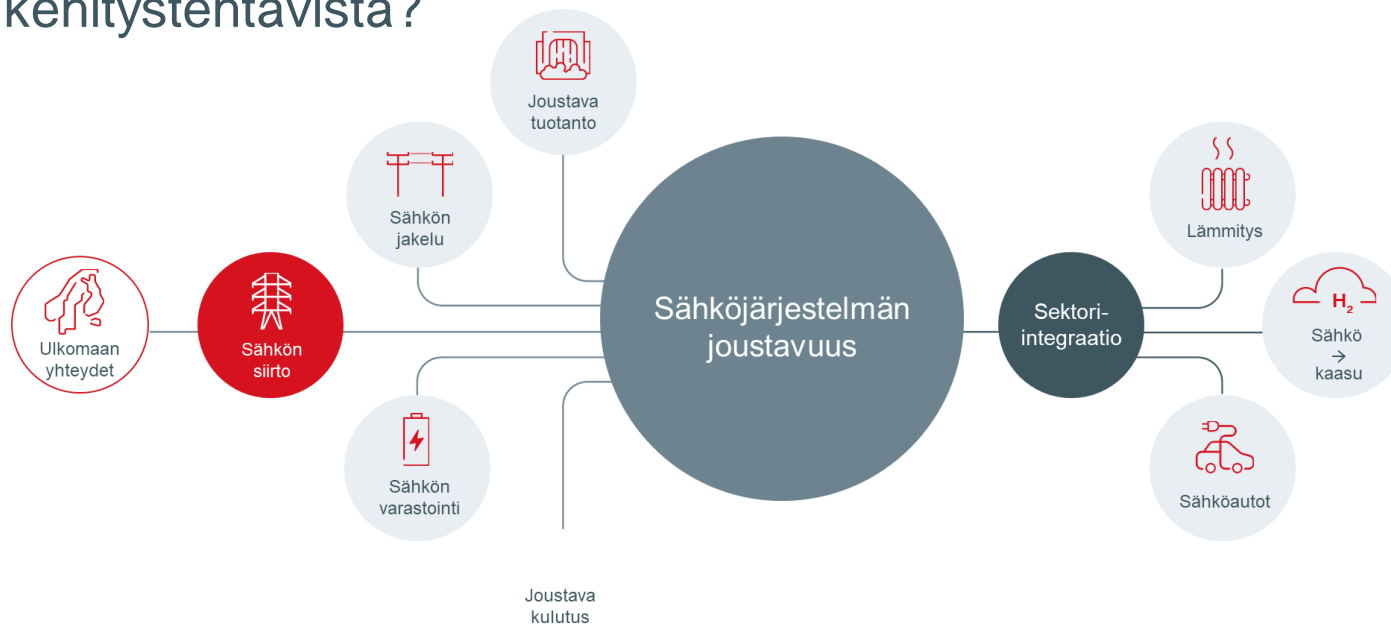 kehitystehtävistä?
Joustava
tuotanto
Sähkön
jakelu
Ulkomaan
yhteydet
Sähkön
siirto
Sähkön
varastointi
Joustava
kulutus
Sähköjärjestelmän
joustavuus
Sektori-
integraatio
Lämmitys
H₂
Sähkö
→
kaasu
Sähköautot